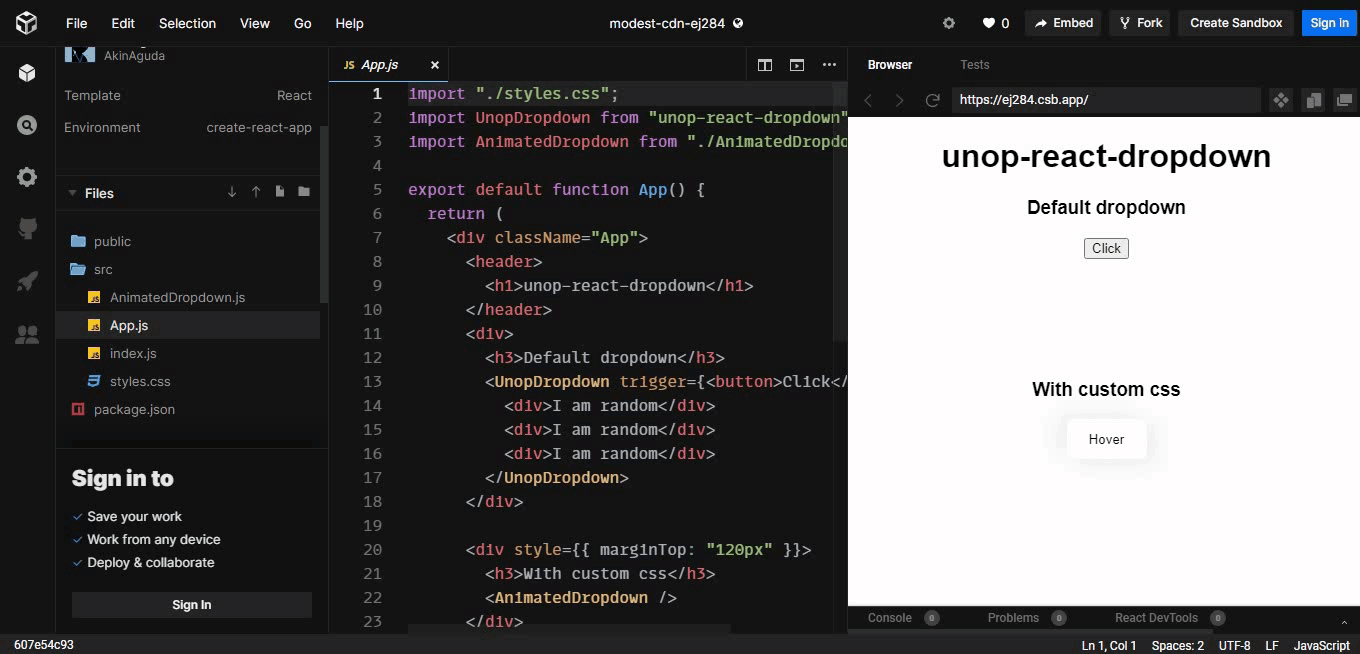 File Edit Selection View Go Help modest-cdn-ej284 0 Embed Fork Create Sandbox Sign In
AkinAguda
Template React
Environment create-react-app
Files
public
src
AnimatedDropdown.js
App.js
index.js
styles.css
package.json
Sign in to
Save your work
Work from any device
Deploy & collaborate
Sign In
607e54c93
JS App.js ×
1 import "./styles.css";
2 import UnopDropdown from "unop-react-dropdown"
3 import AnimatedDropdown from "./AnimatedDropdo
4
5 export default function App() {
6 return (
7 <div className="App">
8 <header>
9 <h1>unop-react-dropdown</h1>
10 </header>
11 <div>
12 <h3>Default dropdown</h3>
13 <UnopDropdown trigger={<button>Click</
14 <div>I am random</div>
15 <div>I am random</div>
16 <div>I am random</div>
17 </UnopDropdown>
18 </div>
19
20 <div style={{ marginTop: "120px" }}>
21 <h3>With custom css</h3>
22 <AnimatedDropdown />
23 </div>
Browser Tests
https://ej284.csb.app/
unop-react-dropdown
Default dropdown
Click
With custom css
Hover
Console 0 Problems 0 React DevTools 0
Ln 1, Col 1 Spaces: 2 UTF-8 LF JavaScript